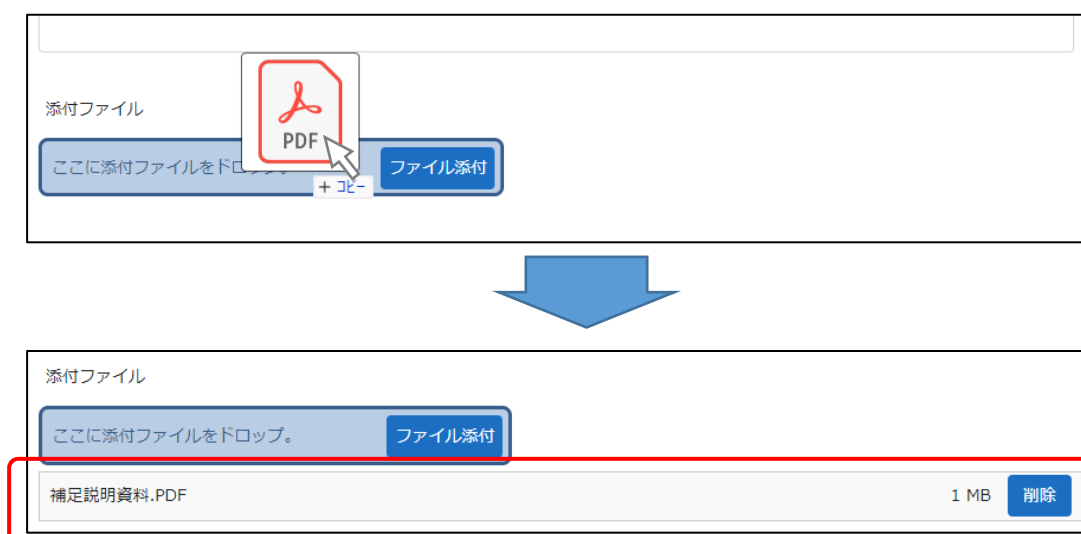 添付ファイル
PDF
ここに添付ファイルをドロップ。
ファイル添付
+ コピー
添付ファイル
ここに添付ファイルをドロップ。
ファイル添付
補足説明資料.PDF 1 MB 削除